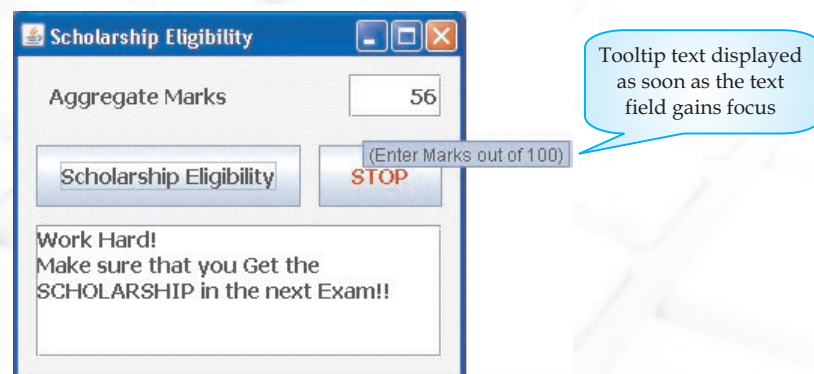 Scholarship Eligibility
Aggregate Marks
56
(Enter Marks out of 100)
Scholarship Eligibility
STOP
Work Hard!
Make sure that you Get the
SCHOLARSHIP in the next Exam!!
Tooltip text displayed
as soon as the text
field gains focus